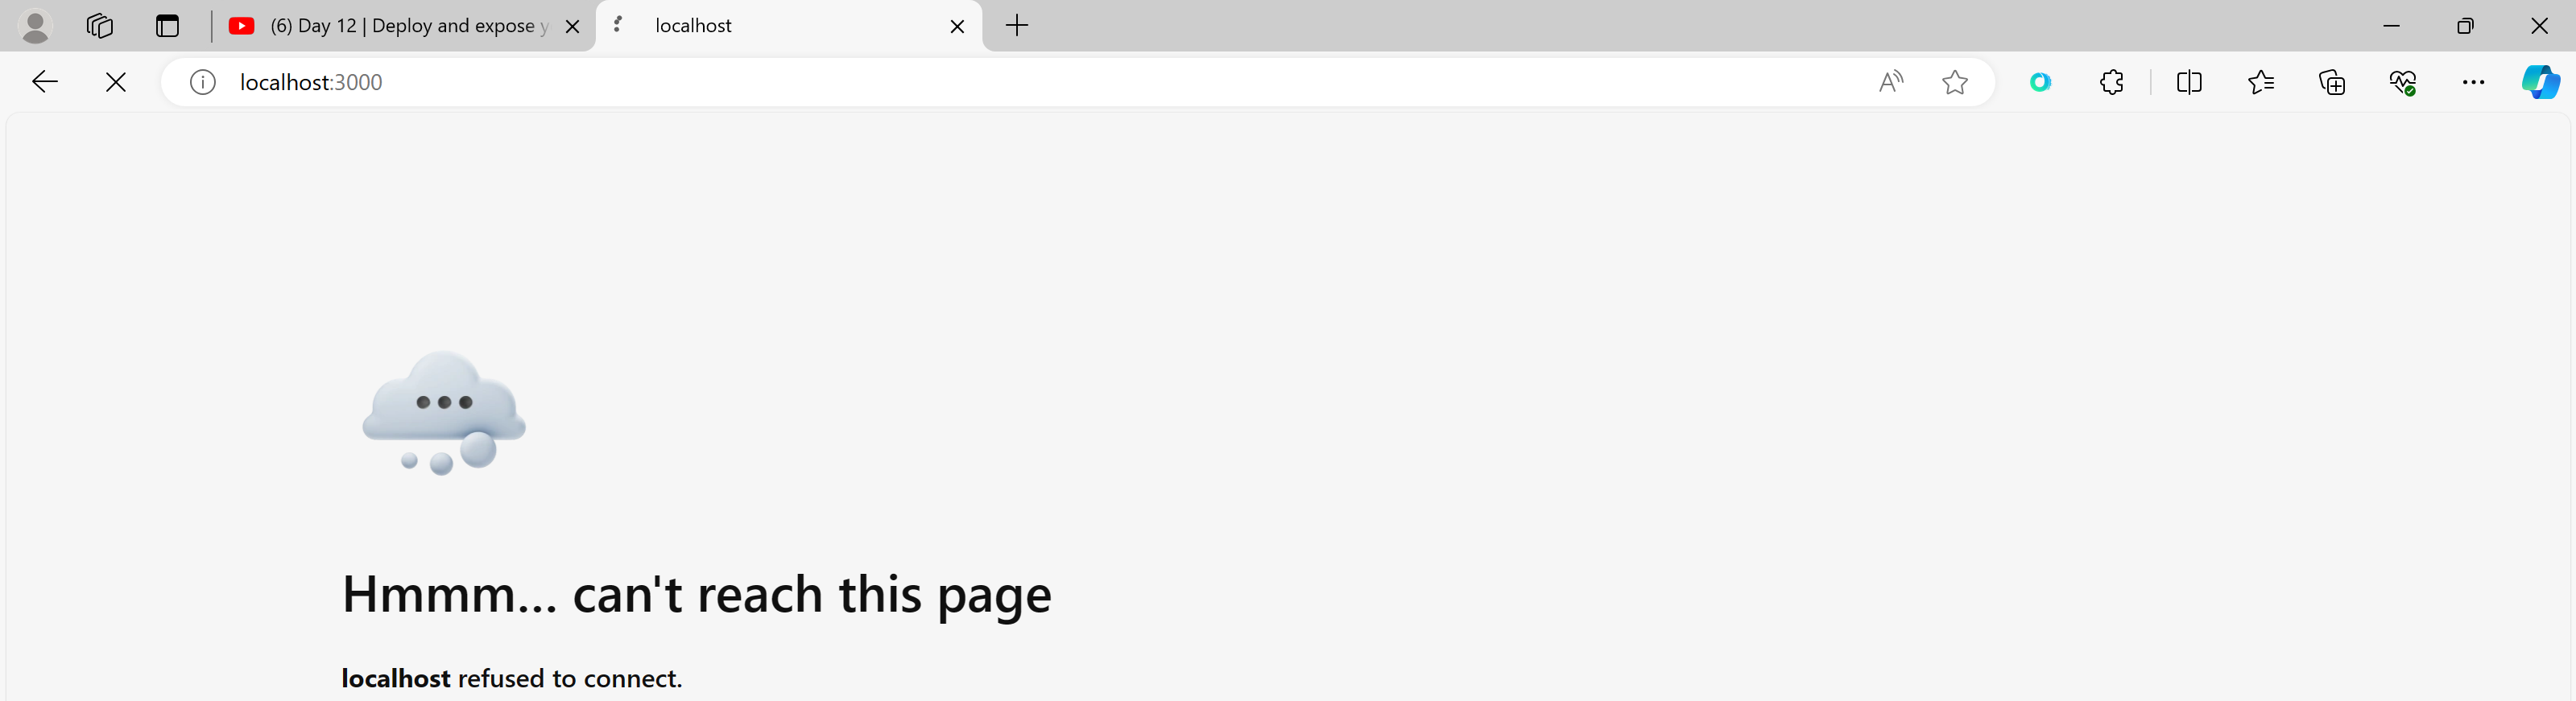 (6) Day 12 | Deploy and expose y
localhost
localhost:3000
Hmmm... can't reach this page
localhost refused to connect.